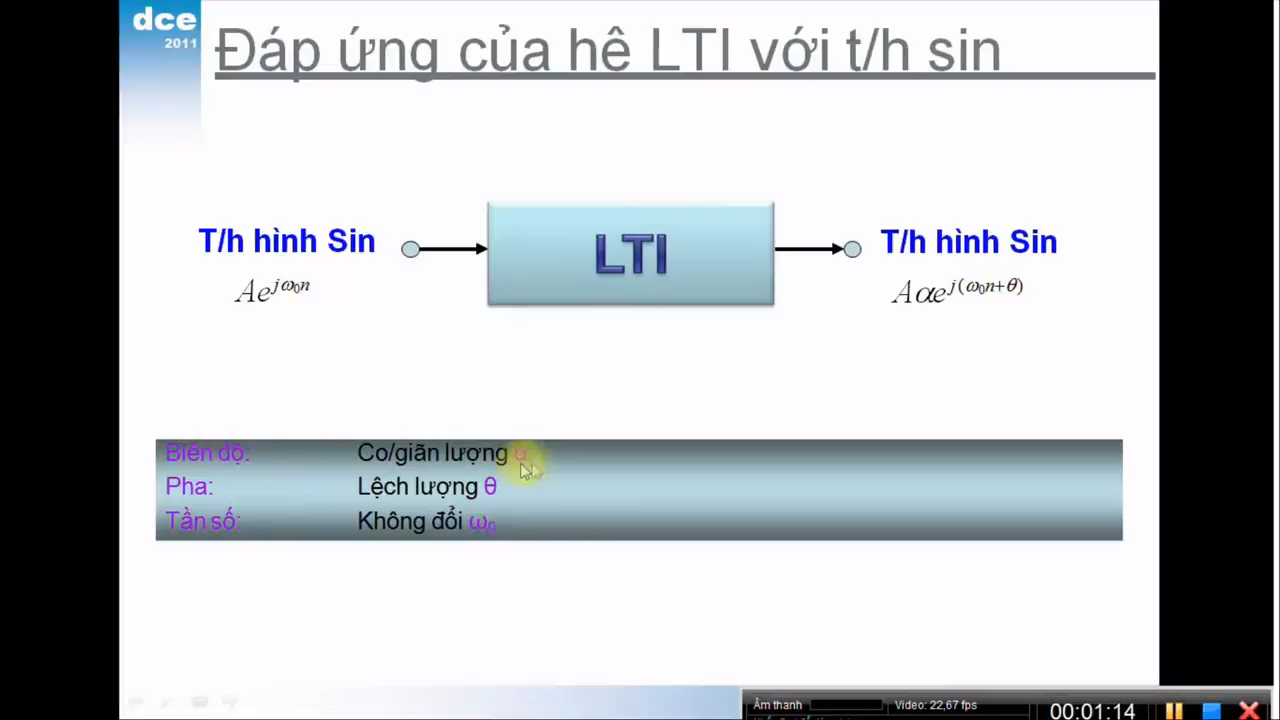 dce
2011
Đáp ứng của hê LTI với t/h sin
T/h hình Sin
LTI
T/h hình Sin
Ae^{jω₀n}
Aαe^{j(ω₀n+θ)}
Biên độ: Co/giãn lượng α
Pha: Lệch lượng θ
Tần số: Không đổi ω₀
Âm thanh
Video: 22,67 fps
00:01:14